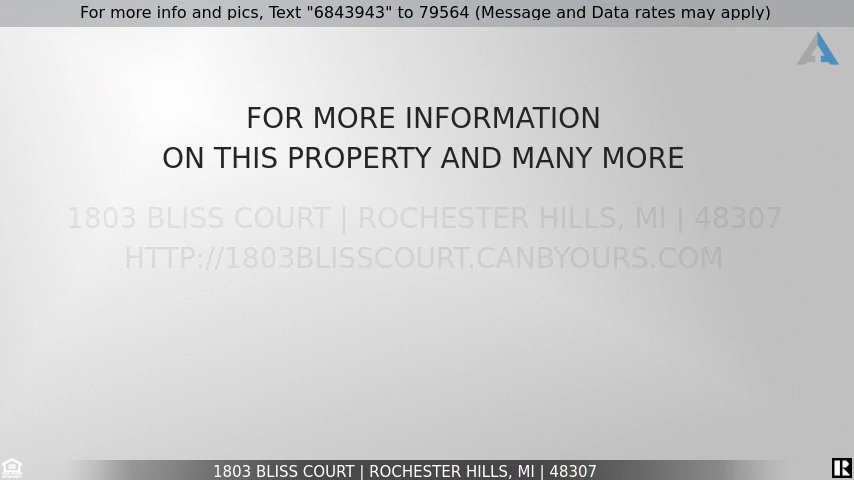 For more info and pics, Text "6843943" to 79564 (Message and Data rates may apply)
FOR MORE INFORMATION
ON THIS PROPERTY AND MANY MORE
1803 BLISS COURT | ROCHESTER HILLS, MI | 48307
HTTP://1803BLISSCOURT.CANBYOURS.COM
1803 BLISS COURT | ROCHESTER HILLS, MI | 48307